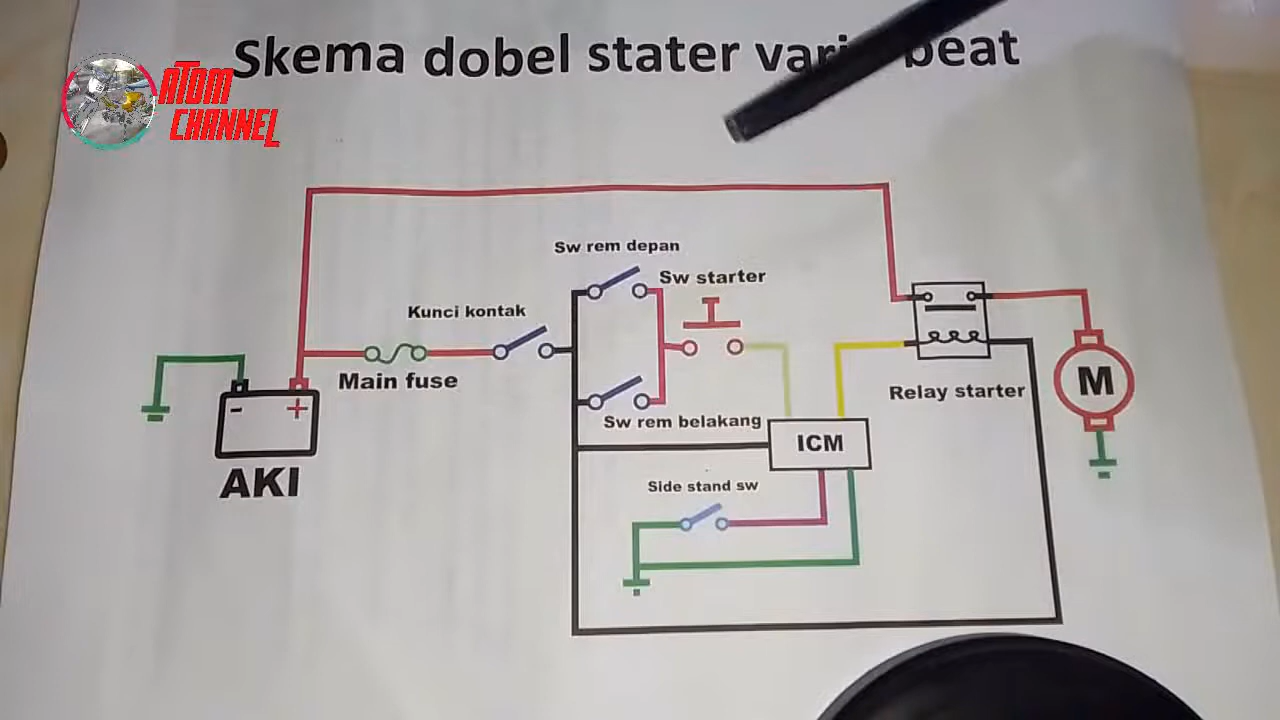 Skema dobel stater beat
ATOM
CHANNEL
Sw rem depan
Sw starter
Kunci kontak
Main fuse
Relay starter
M
Sw rem belakang
ICM
- +
AKI
Side stand sw